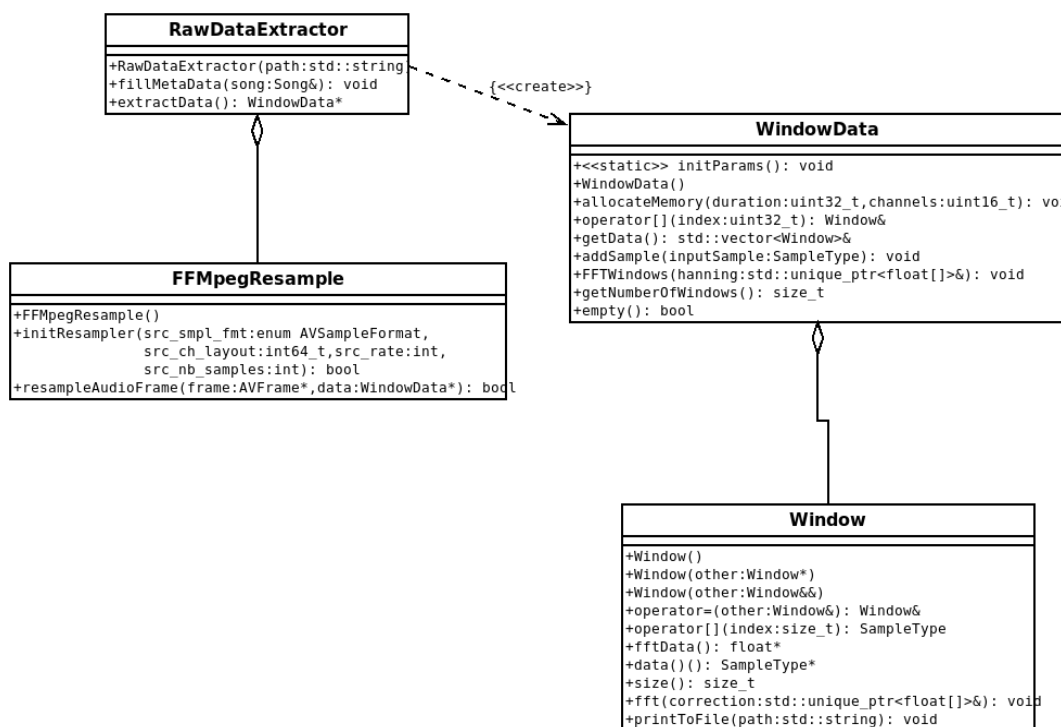 RawDataExtractor
+RawDataExtractor(path:std::string)
+fillMetaData(song:Song&): void
+extractData(): WindowData*
{<<create>>}
WindowData
+<<static>> initParams(): void
+WindowData()
+allocateMemory(duration:uint32_t,channels:uint16_t): voi
+operator[](index:uint32_t): Window&
+getData(): std::vector<Window>&
+addSample(inputSample:SampleType): void
+FFTWindows(hanning:std::unique_ptr<float[]>&): void
+getNumberOfWindows(): size_t
+empty(): bool
FFMpegResample
+FFMpegResample()
+initResampler(src_smpl_fmt:enum AVSampleFormat,
src_ch_layout:int64_t,src_rate:int,
src_nb_samples:int): bool
+resampleAudioFrame(frame:AVFrame*,data:WindowData*): bool
Window
+Window()
+Window(other:Window*)
+Window(other:Window&&)
+operator=(other:Window&): Window&
+operator[](index:size_t): SampleType
+fftData(): float*
+data()(): SampleType*
+size(): size_t
+fft(correction:std::unique_ptr<float[]>&): void
+printToFile(path:std::string): void